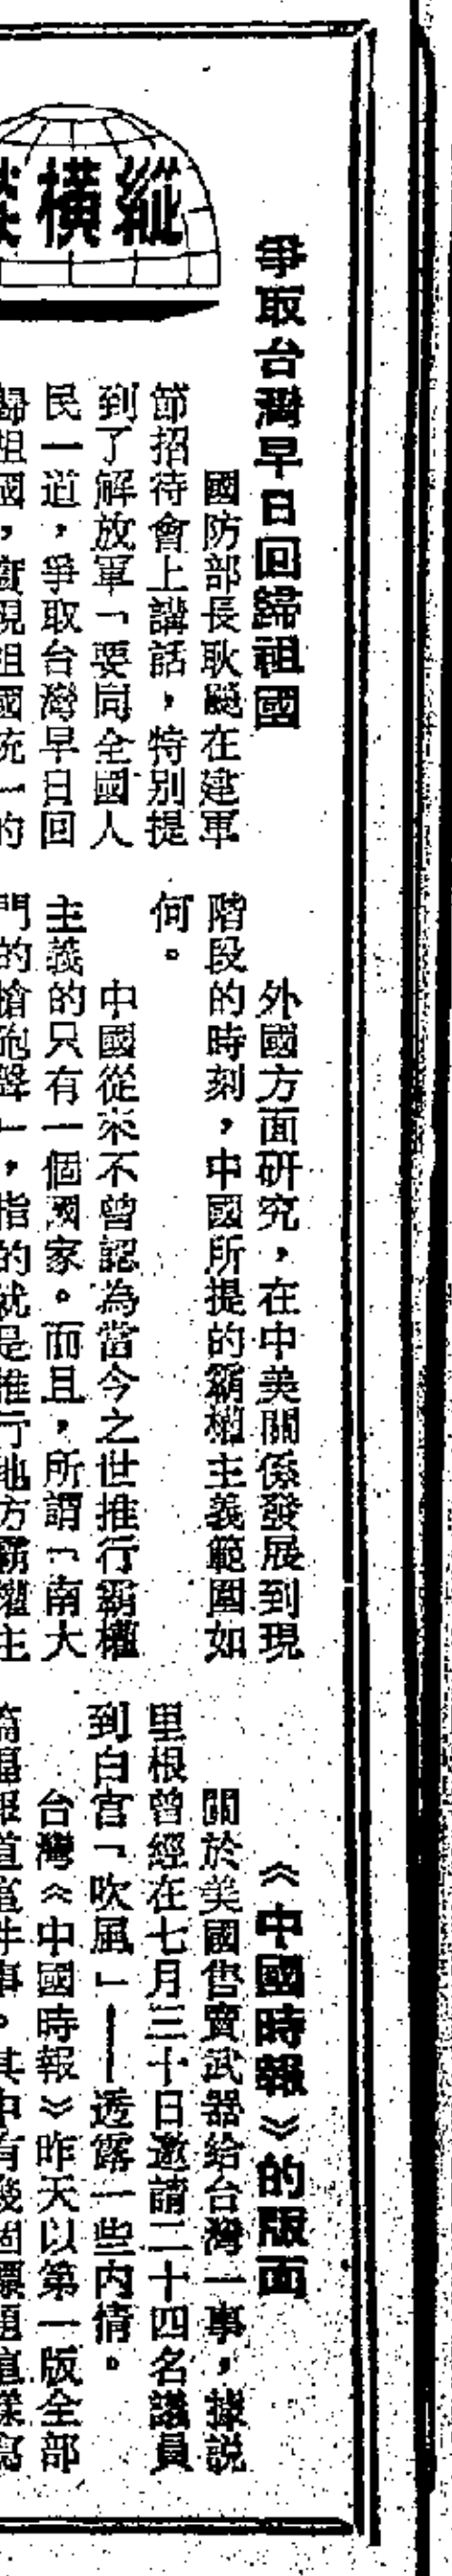 縱橫
爭取台灣早日回歸祖國
國防部長耿飈在建軍
節招待會上講話，特別提
到了解放軍「要同全國人
民一道，爭取台灣早日回
歸祖國，實現祖國統一的
外國方面研究，在中美關係發展到現
階段的時刻，中國所提的霸權主義範圍如
何。
中國從來不曾認為當今之世推行霸權
主義的只有一個國家。而且，所謂「南大
門的槍砲聲」，指的就是推行地方霸權主
《中國時報》的版面
關於美國售賣武器給台灣一事，據説
里根曾經在七月三十日邀請二十四名議員
到白宮「吹風」——透露一些内情。
台灣《中國時報》昨天以第一版全部
篇幅報道這件事。其中有幾個標題這樣寫